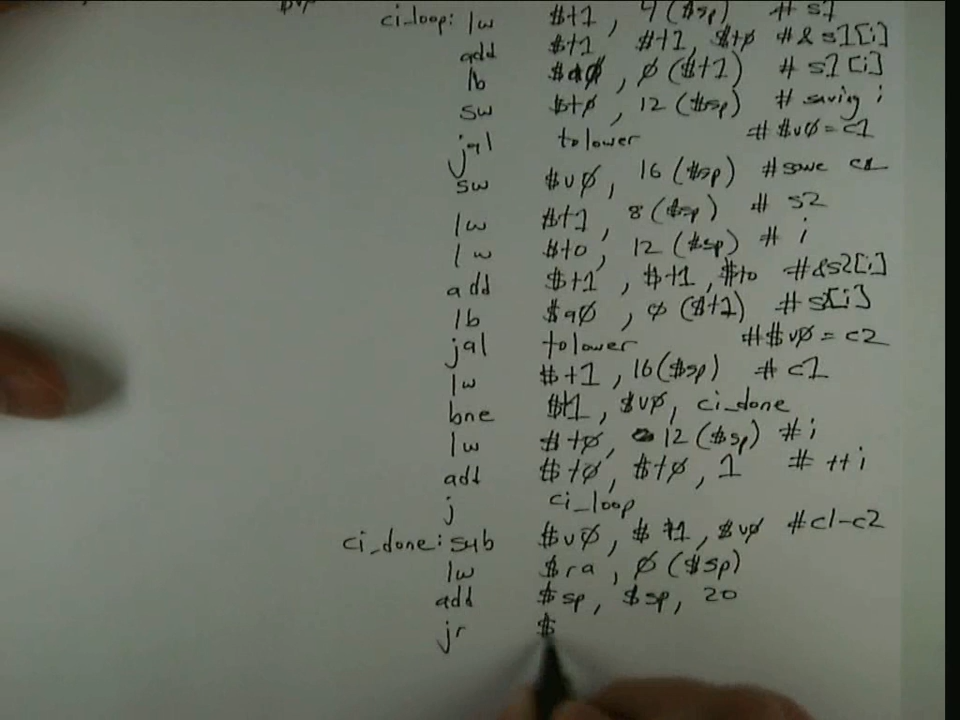 ci_loop: lw $t1, 4($sp) # s1
add $t1, $t1, $t0 # &s1[i]
lb $a0, 0($t1) # s1[i]
sw $t0, 12($sp) # saving i
jal tolower # $v0=c1
sw $v0, 16($sp) #save c1
lw $t1, 8($sp) # s2
lw $to, 12($sp) # i
add $t1, $t1, $to #&s2[i]
lb $a0, 0($t1) # s[i]
jal tolower #$v0=c2
lw $t1, 16($sp) # c1
bne $t1, $v0, ci_done
lw $t0, 12($sp) #i
add $t0, $t0, 1 # ++i
j ci_loop
ci_done: sub $v0, $t1, $v0 #c1-c2
lw $ra, 0($sp)
add $sp, $sp, 20
jr $